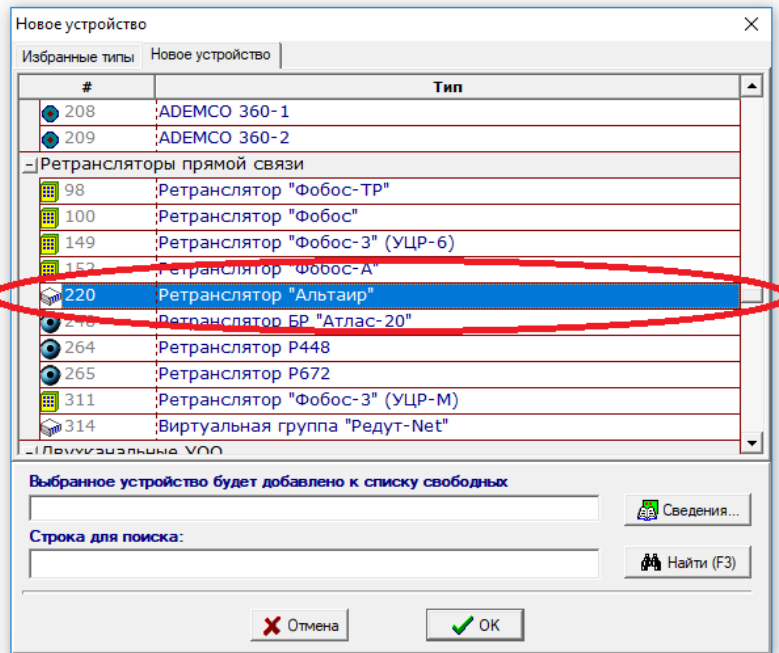 Новое устройство
Избранные типы Новое устройство
# Тип
208 ADEMCO 360-1
209 ADEMCO 360-2
Ретрансляторы прямой связи
98 Ретранслятор "Фобос-ТР"
100 Ретранслятор "Фобос"
149 Ретранслятор "Фобос-3" (УЦР-6)
Ретранслятор "Фобос-А"
220 Ретранслятор "Альтаир"
Ретранслятор БР "Атлас-20"
264 Ретранслятор Р448
265 Ретранслятор Р672
311 Ретранслятор "Фобос-3" (УЦР-М)
314 Виртуальная группа "Редут-Net"
Двухканальные УОО
Выбранное устройство будет добавлено к списку свободных
Сведения...
Строка для поиска:
Найти (F3)
Отмена OK